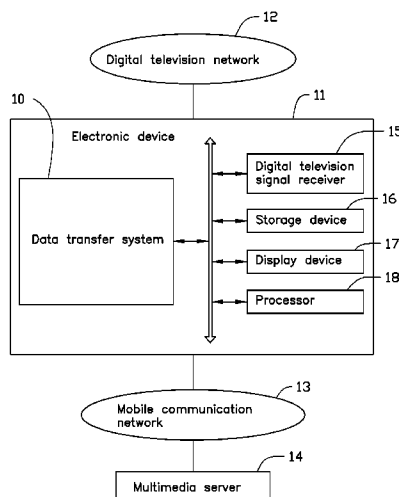 12
Digital television network
10
11
Electronic device
15
Digital television
signal receiver
16
Storage device
Data transfer system
17
Display device
18
Processor
13
Mobile communication
network
14
Multimedia server